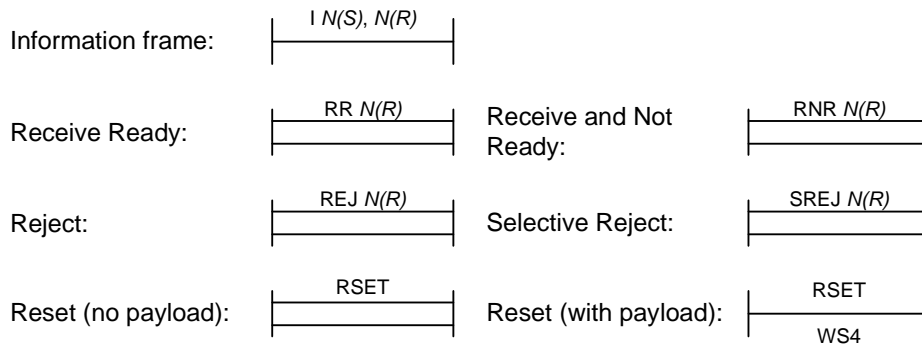 I N(S), N(R)
Information frame:
RR N(R)
Receive Ready:
RNR N(R)
Receive and Not
Ready:
REJ N(R)
Reject:
SREJ N(R)
Selective Reject:
RSET
Reset (no payload):
RSET
Reset (with payload):
WS4